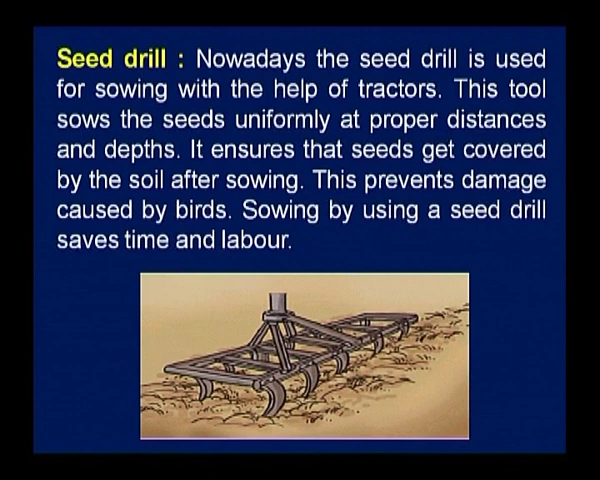 Seed drill : Nowadays the seed drill is used
for sowing with the help of tractors. This tool
sows the seeds uniformly at proper distances
and depths. It ensures that seeds get covered
by the soil after sowing. This prevents damage
caused by birds. Sowing by using a seed drill
saves time and labour.